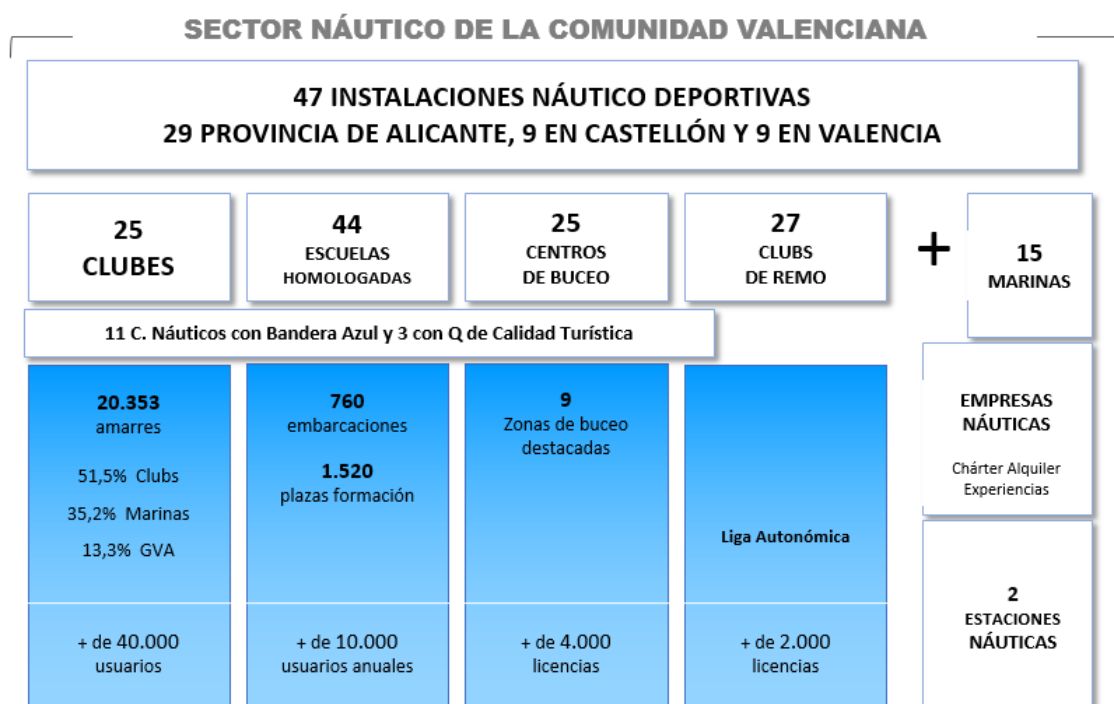 SECTOR NÁUTICO DE LA COMUNIDAD VALENCIANA
47 INSTALACIONES NÁUTICO DEPORTIVAS
29 PROVINCIA DE ALICANTE, 9 EN CASTELLÓN Y 9 EN VALENCIA
25
CLUBES
44
ESCUELAS
HOMOLOGADAS
25
CENTROS
DE BUCEO
27
CLUBS
DE REMO
+
15
MARINAS
11 C. Náuticos con Bandera Azul y 3 con Q de Calidad Turística
20.353
amarres
51,5% Clubs
35,2% Marinas
13,3% GVA
+ de 40.000
usuarios
760
embarcaciones
1.520
plazas formación
+ de 10.000
usuarios anuales
9
Zonas de buceo
destacadas
+ de 4.000
licencias
Liga Autonómica
+ de 2.000
licencias
EMPRESAS
NÁUTICAS
Chárter Alquiler
Experiencias
2
ESTACIONES
NÁUTICAS